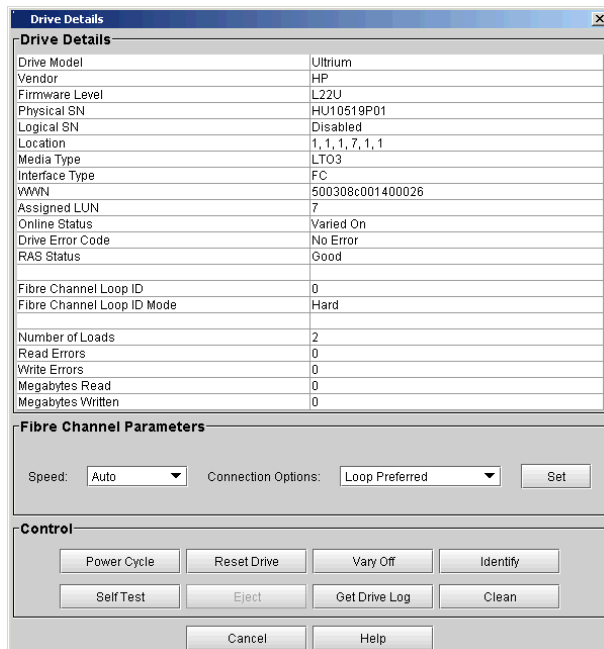 Drive Details
Drive Details
Drive Model Ultrium
Vendor HP
Firmware Level L22U
Physical SN HU10519P01
Logical SN Disabled
Location 1, 1, 1, 7, 1, 1
Media Type LTO3
Interface Type FC
WWN 500308c001400026
Assigned LUN 7
Online Status Varied On
Drive Error Code No Error
RAS Status Good
Fibre Channel Loop ID 0
Fibre Channel Loop ID Mode Hard
Number of Loads 2
Read Errors 0
Write Errors 0
Megabytes Read 0
Megabytes Written 0
Fibre Channel Parameters
Speed: Auto Connection Options: Loop Preferred Set
Control
Power Cycle Reset Drive Vary Off Identify
Self Test Eject Get Drive Log Clean
Cancel Help